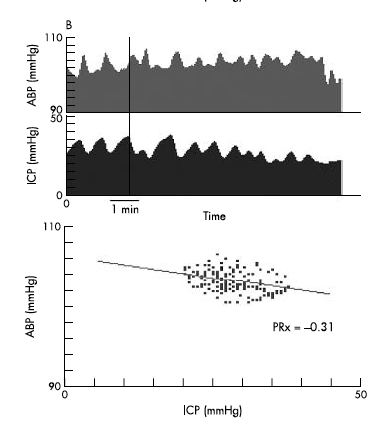 B
110
ABP (mmHg)
90
50
ICP (mmHg)
0
0
1 min
Time
110
ABP (mmHg)
PRx = –0.31
90
0
50
ICP (mmHg)